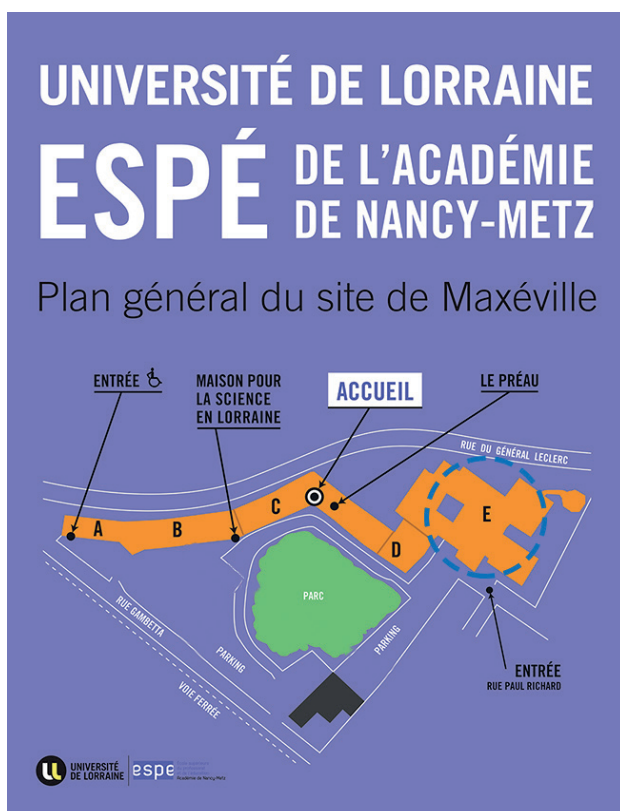 UNIVERSITÉ DE LORRAINE
ESPÉ DE L'ACADÉMIE
DE NANCY-METZ
Plan général du site de Maxéville
ENTRÉE
MAISON POUR
LA SCIENCE
EN LORRAINE
ACCUEIL
LE PRÉAU
RUE DU GÉNÉRAL LECLERC
A
B
C
D
E
PARC
RUE GAMBETTA
PARKING
PARKING
VOIE FERRÉE
ENTRÉE
RUE PAUL RICHARD
UNIVERSITÉ
DE LORRAINE
espe
Académie de Nancy-Metz